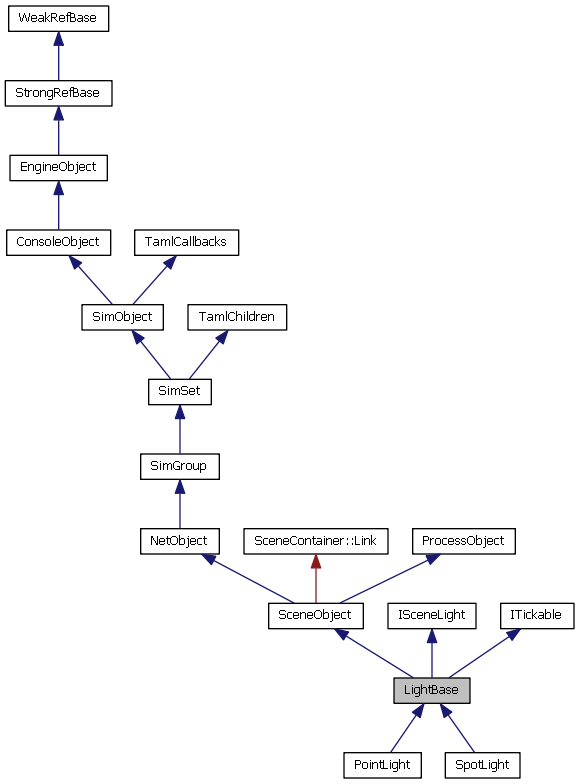 WeakRefBase
StrongRefBase
EngineObject
ConsoleObject
TamlCallbacks
SimObject
TamlChildren
SimSet
SimGroup
NetObject
SceneContainer::Link
ProcessObject
SceneObject
ISceneLight
ITickable
LightBase
PointLight
SpotLight